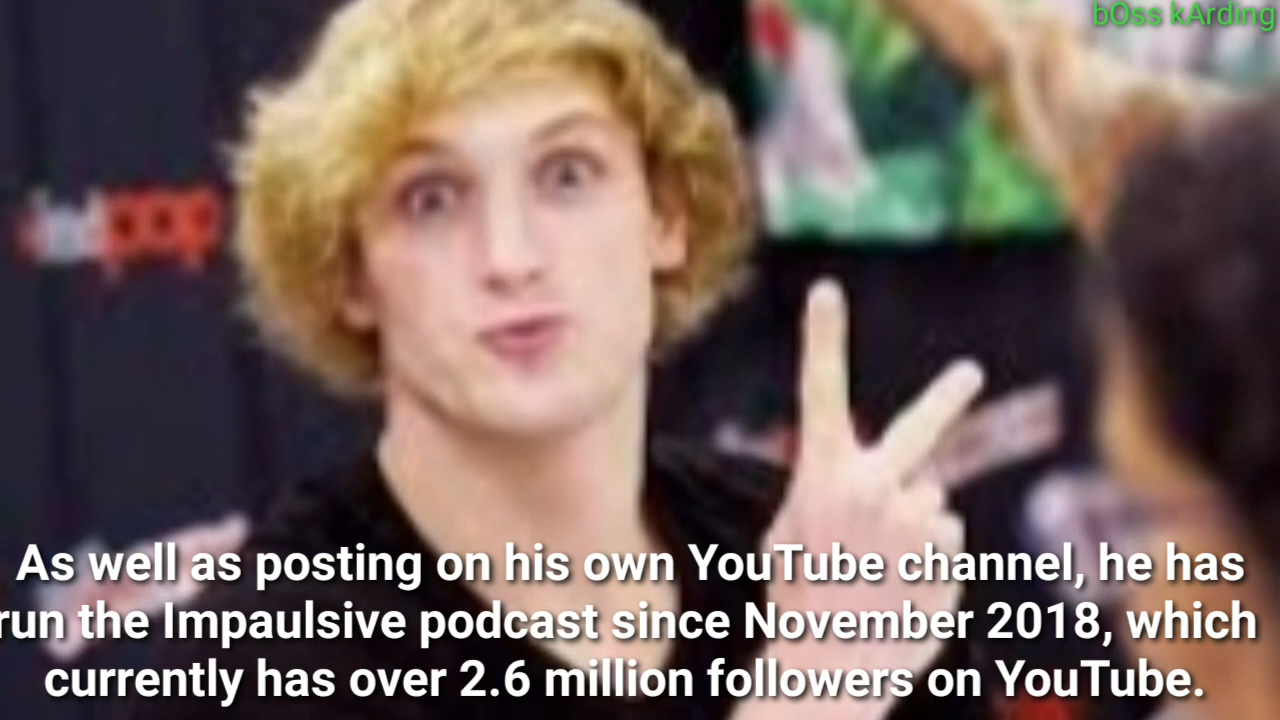 bOss kArding
As well as posting on his own YouTube channel, he has
run the Impaulsive podcast since November 2018, which
currently has over 2.6 million followers on YouTube.